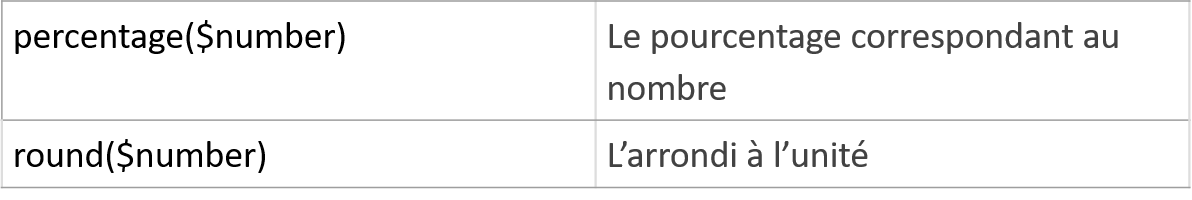 percentage($number)
Le pourcentage correspondant au
nombre
round($number)
L’arrondi à l’unité